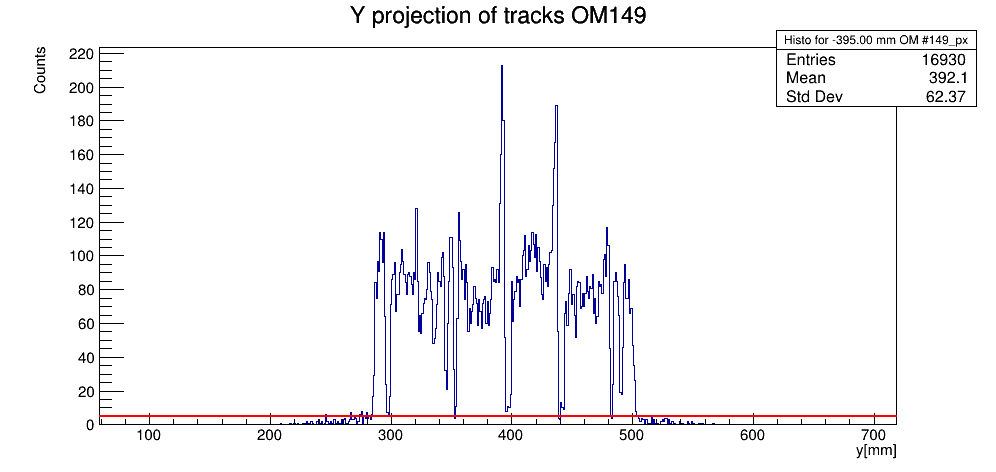 Y projection of tracks OM149
Histo for -395.00 mm OM #149_px
Entries 16930
Mean 392.1
Std Dev 62.37
Counts
220
200
180
160
140
120
100
80
60
40
20
0
100 200 300 400 500 600 700
y[mm]